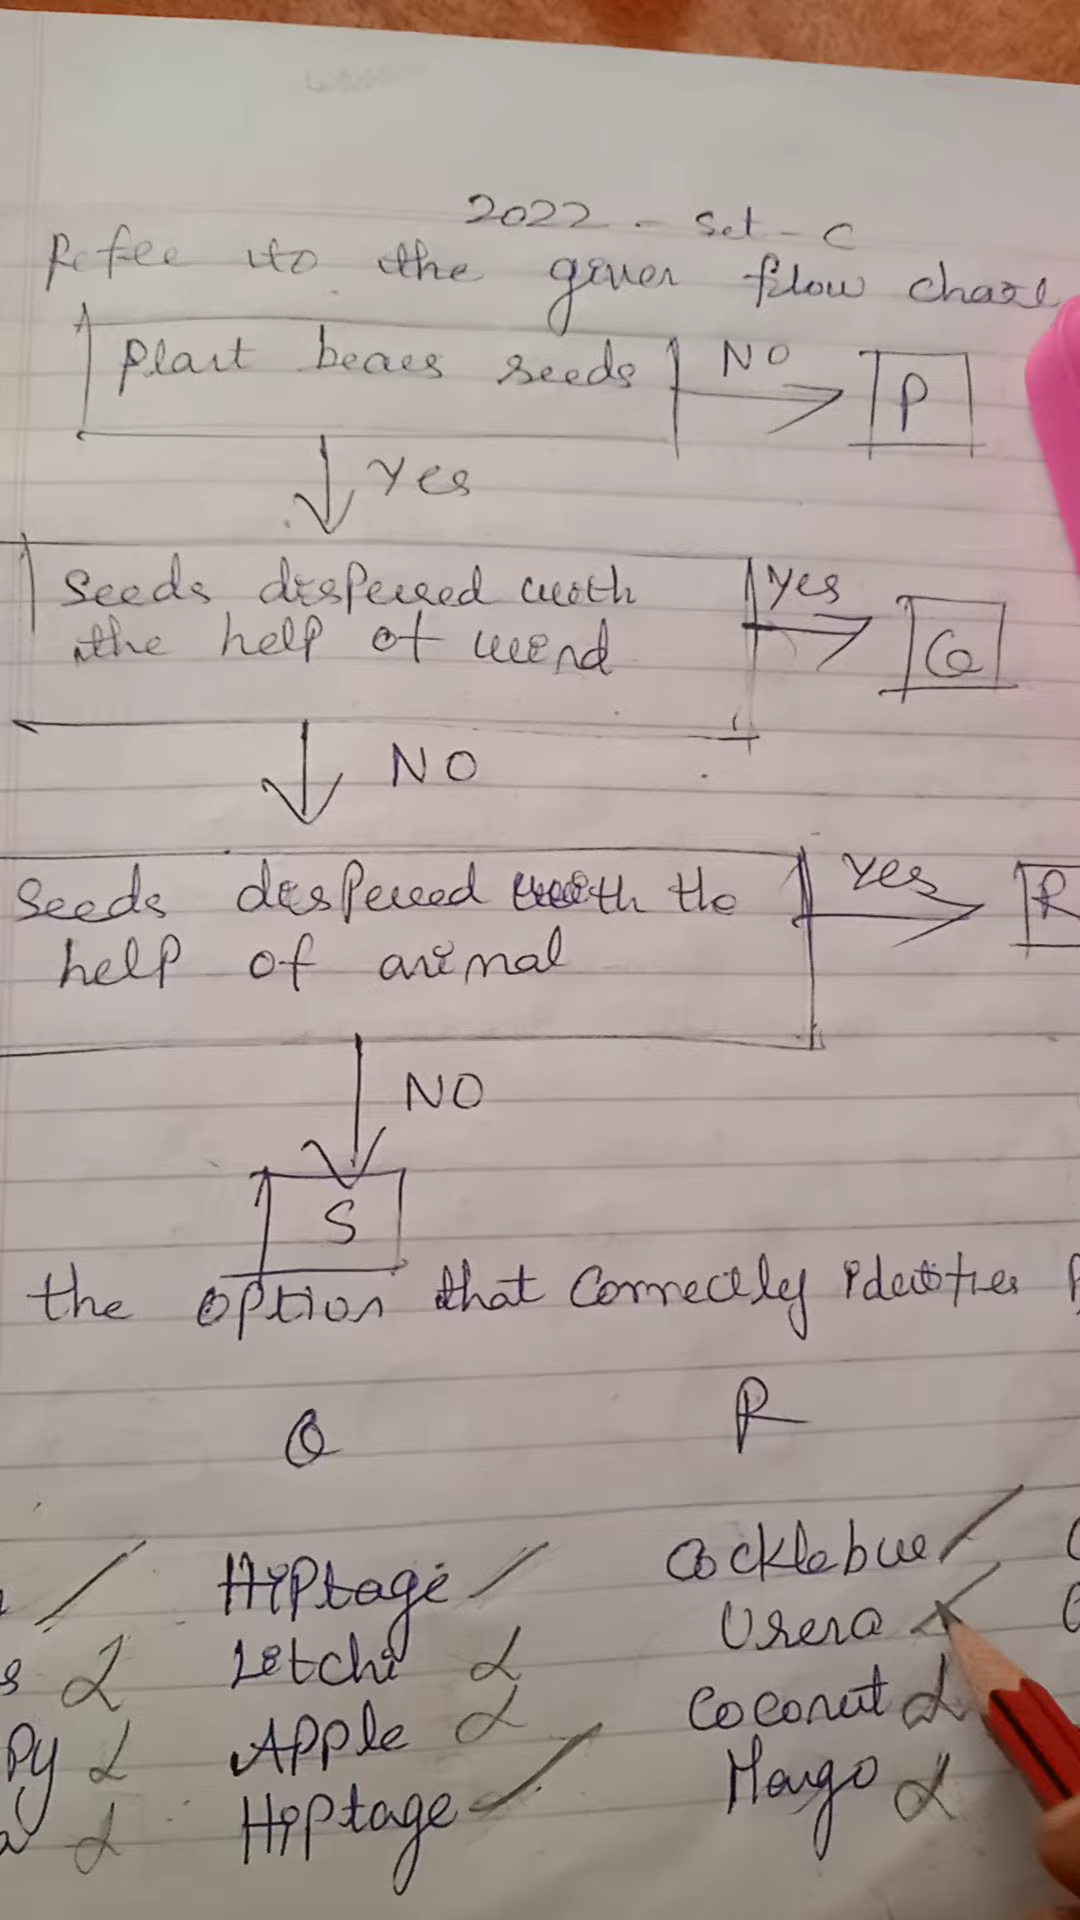 2022 - Set - C
Refer to the given flow chart
Plant bears seeds
NO
P
Yes
Seeds dispersed with
the help of wind
Yes
Q
NO
Seeds dispersed with the
help of animal
Yes
R
NO
S
the option that correctly identifies P
Q R
Hiptage Cocklebur
s Litchi Urena
Py Apple Coconut
Hiptage Mango